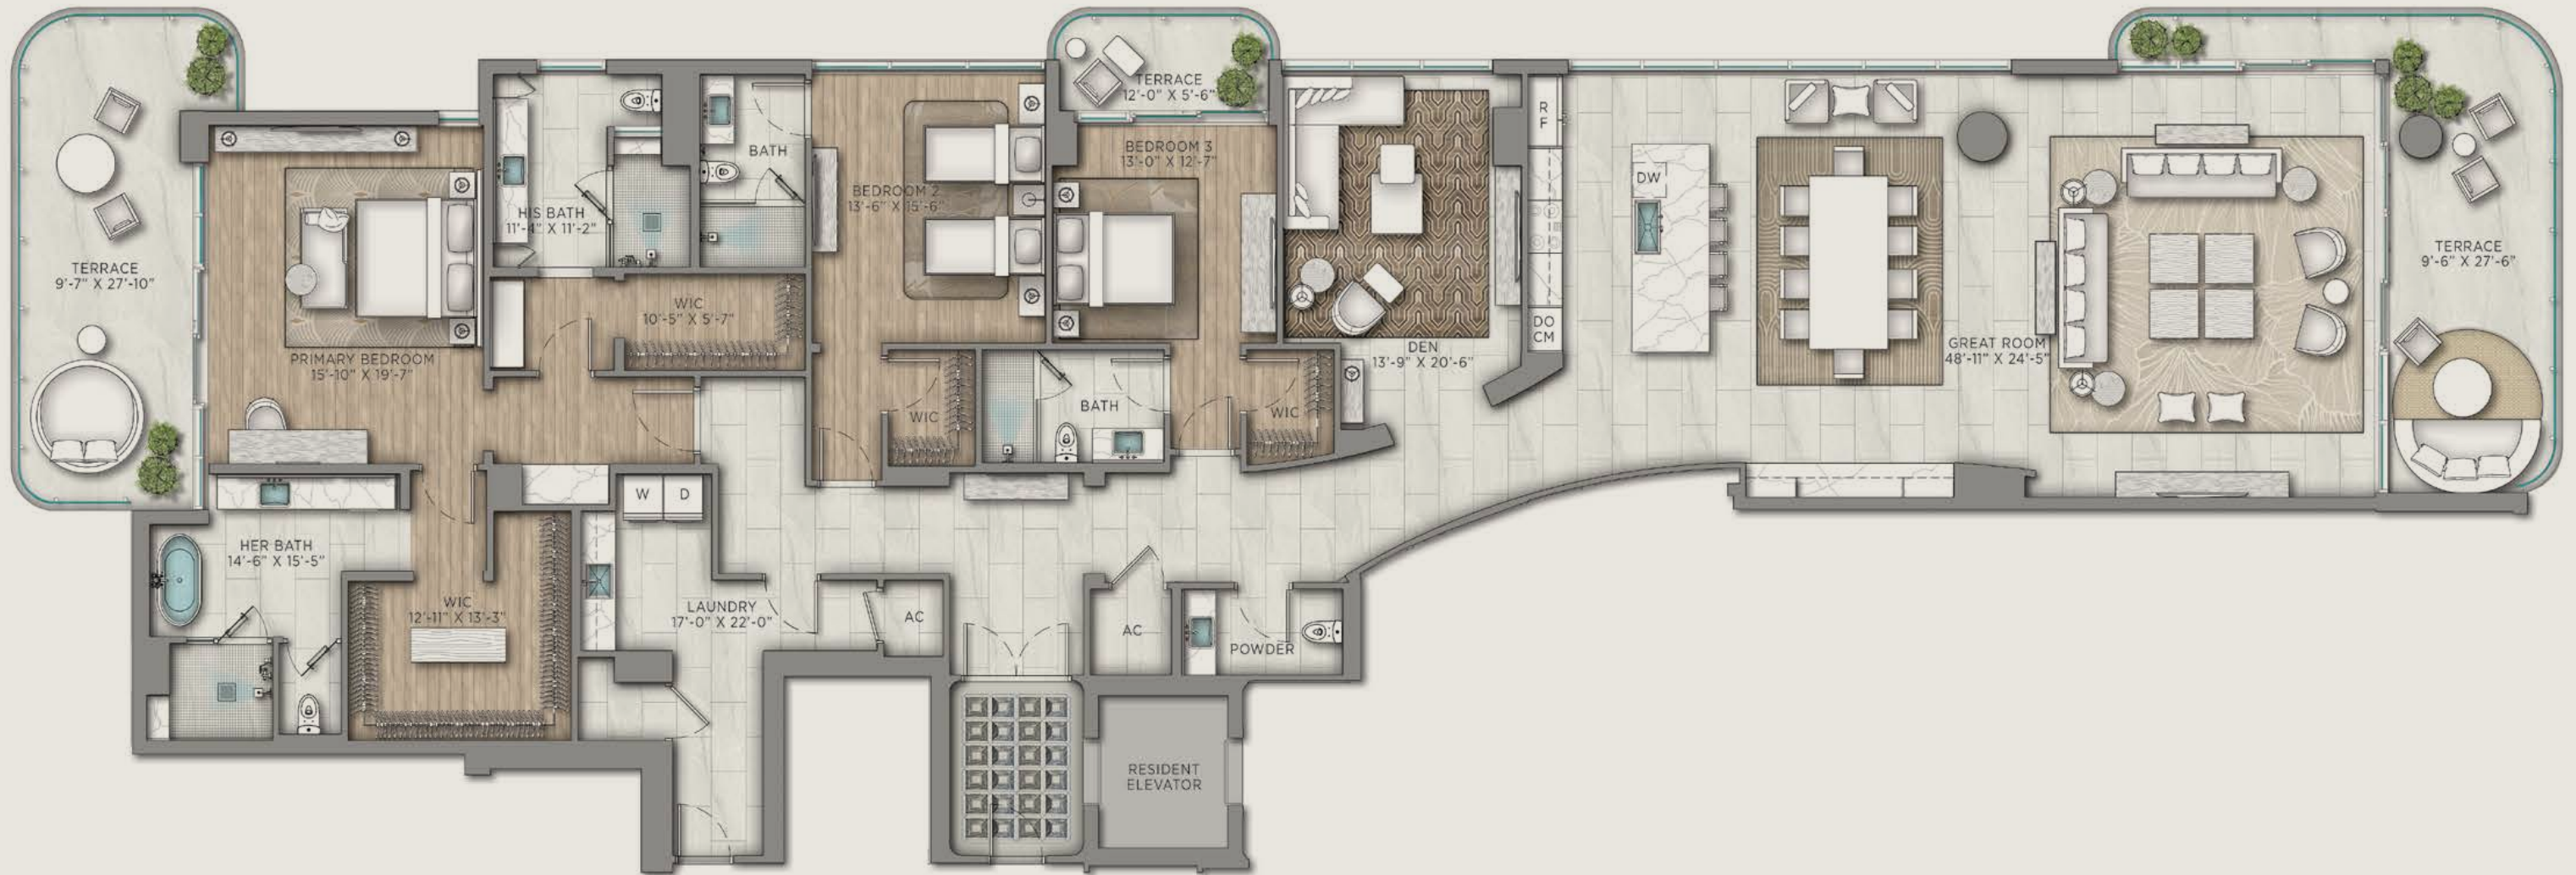 TERRACE
9'-7" X 27'-10"
PRIMARY BEDROOM
15'-10" X 19'-7"
HIS BATH
11'-4" X 11'-2"
BATH
WIC
10'-5" X 5'-7"
BEDROOM 2
13'-6" X 15'-6"
WIC
TERRACE
12'-0" X 5'-6"
BEDROOM 3
13'-0" X 12'-7"
BATH
WIC
DEN
13'-9" X 20'-6"
R
F
DO
CM
DW
GREAT ROOM
48'-11" X 24'-5"
TERRACE
9'-6" X 27'-6"
HER BATH
14'-6" X 15'-5"
WIC
12'-11" X 13'-3"
W
D
LAUNDRY
17'-0" X 22'-0"
AC
AC
POWDER
RESIDENT
ELEVATOR